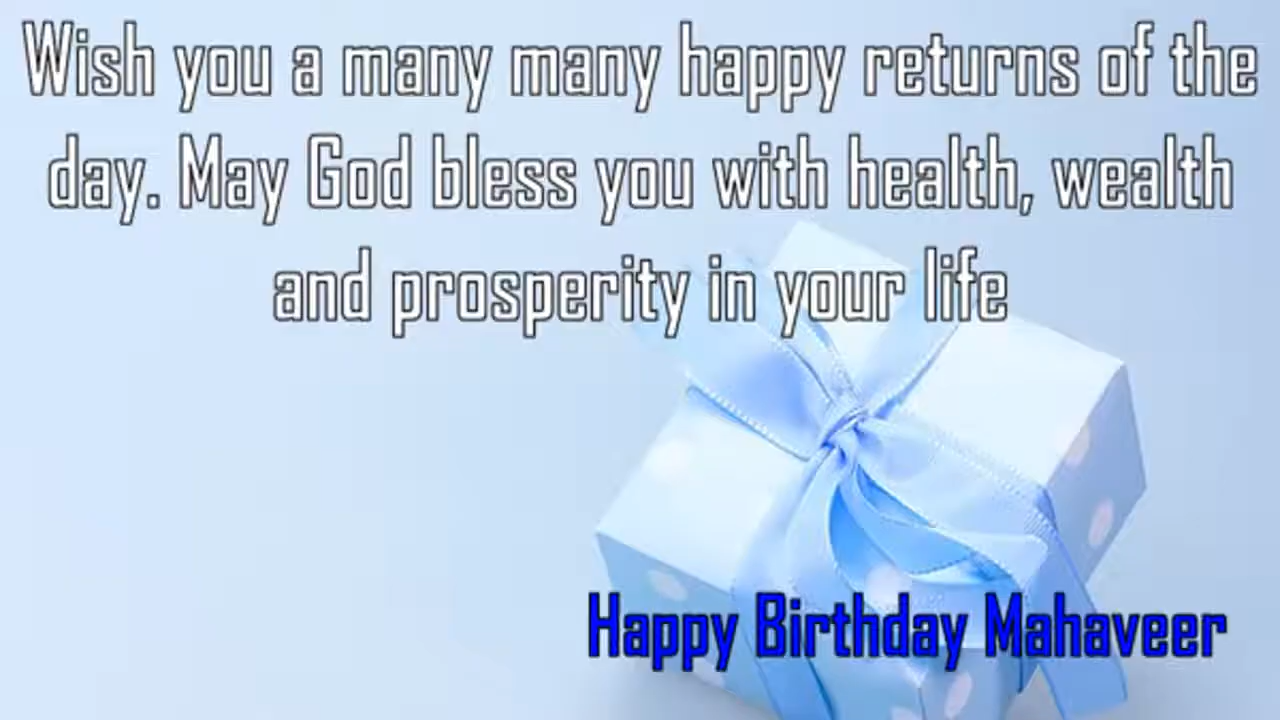 Wish you a many many happy returns of the
day. May God bless you with health, wealth
and prosperity in your life
Happy Birthday Mahaveer